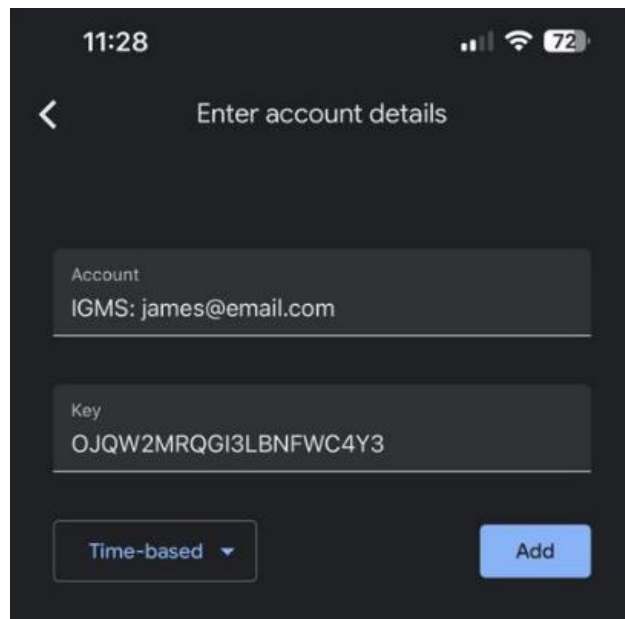 11:28
72
Enter account details
Account
IGMS: james@email.com
Key
OJQW2MRQGI3LBNFWC4Y3
Time-based
Add